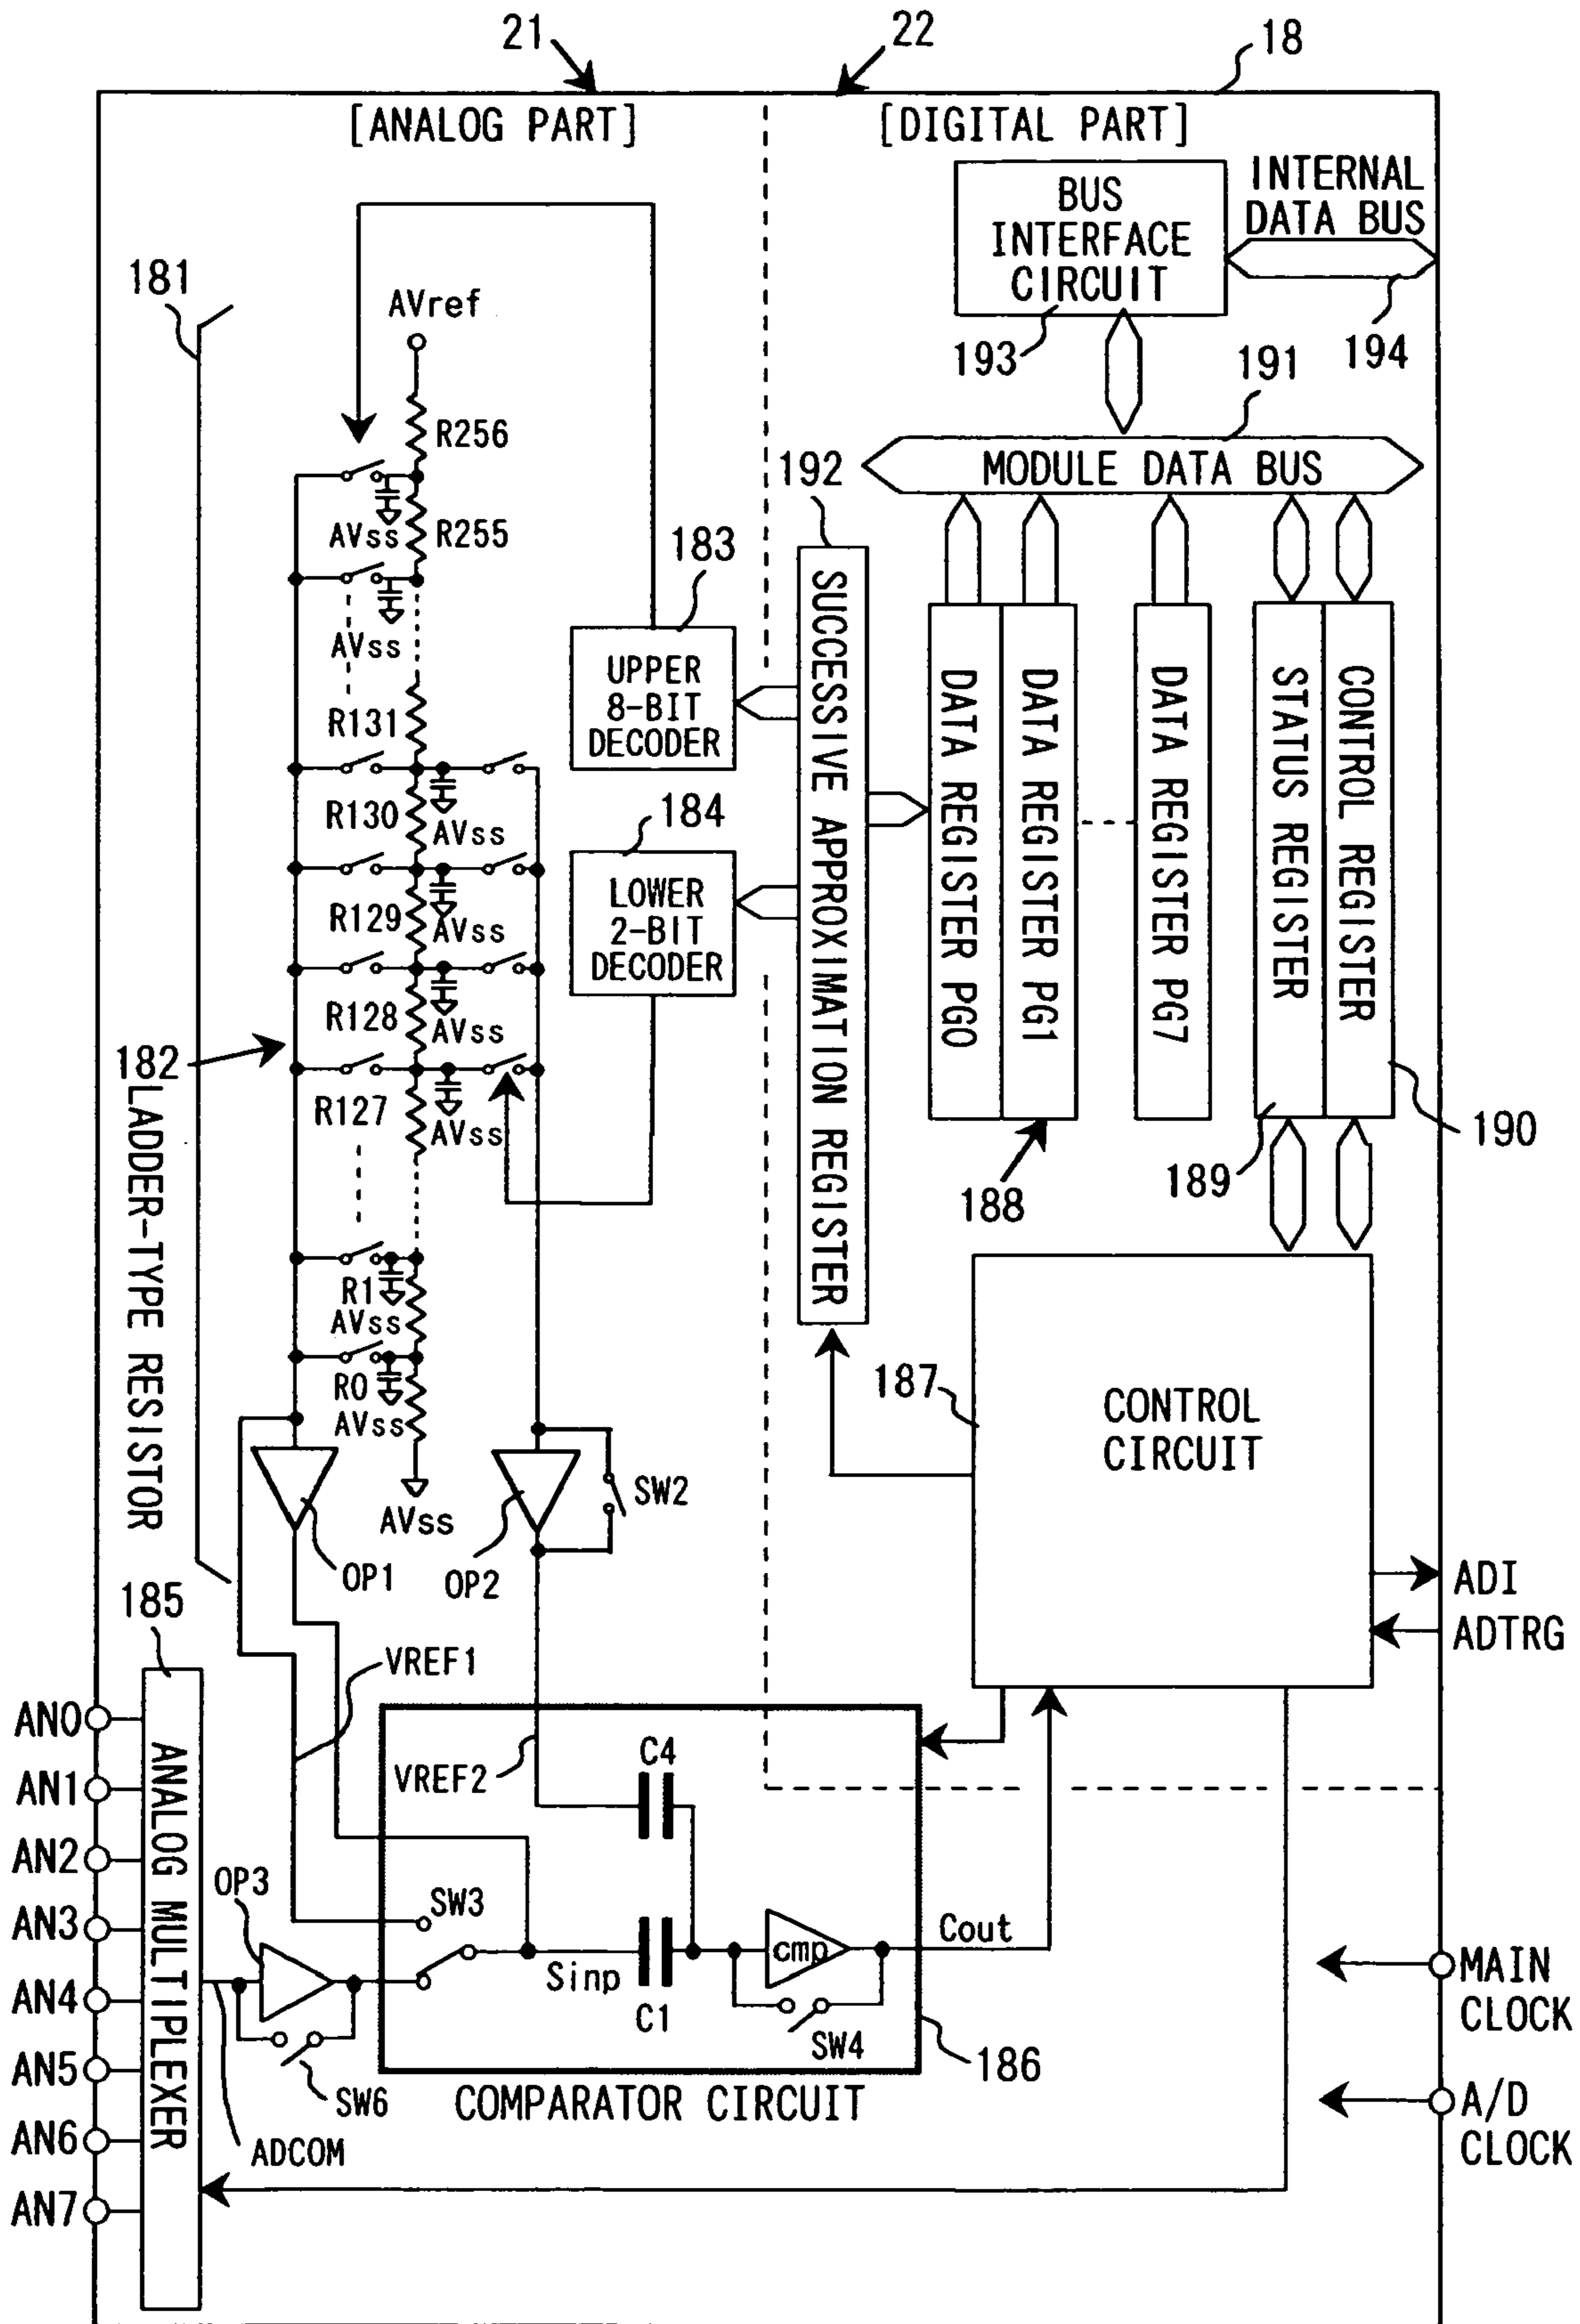 21
22
18
[ANALOG PART]
[DIGITAL PART]
BUS
INTERFACE
CIRCUIT
INTERNAL
DATA BUS
193
194
181
AVref
R256
AVss
R255
AVss
R131
R130
AVss
R129
AVss
R128
AVss
R127
AVss
182
LADDER-TYPE RESISTOR
R1
AVss
R0
AVss
AVss
183
UPPER
8-BIT
DECODER
184
LOWER
2-BIT
DECODER
192
SUCCESSIVE APPROXIMATION REGISTER
191
MODULE DATA BUS
DATA REGISTER PG0
DATA REGISTER PG1
DATA REGISTER PG7
STATUS REGISTER
CONTROL REGISTER
188
189
190
187
CONTROL
CIRCUIT
ADI
ADTRG
OP1
OP2
SW2
185
ANALOG MULTIPLEXER
AN0
AN1
AN2
AN3
AN4
AN5
AN6
AN7
VREF1
VREF2
C4
OP3
SW3
Sinp
C1
cmp
SW4
Cout
SW6
ADCOM
186
COMPARATOR CIRCUIT
MAIN
CLOCK
A/D
CLOCK